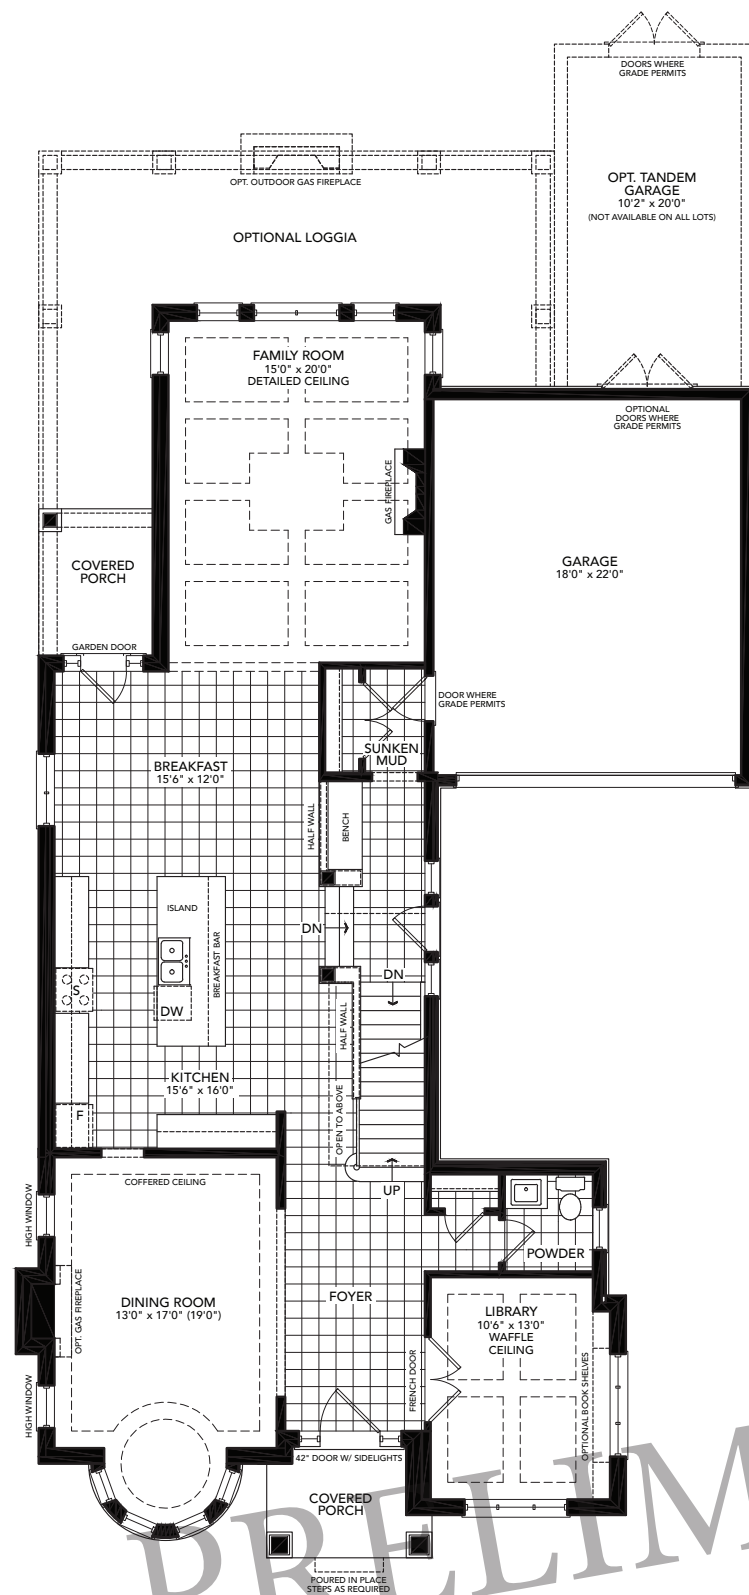 DOORS WHERE
GRADE PERMITS
OPT. TANDEM
GARAGE
10'2" x 20'0"
(NOT AVAILABLE ON ALL LOTS)
OPT. OUTDOOR GAS FIREPLACE
OPTIONAL LOGGIA
FAMILY ROOM
15'0" x 20'0"
DETAILED CEILING
OPTIONAL
DOORS WHERE
GRADE PERMITS
GAS FIREPLACE
GARAGE
18'0" x 22'0"
COVERED
PORCH
GARDEN DOOR
DOOR WHERE
GRADE PERMITS
SUNKEN
MUD
BREAKFAST
15'6" x 12'0"
HALF WALL
BENCH
ISLAND
BREAKFAST BAR
DN
S
DW
DN
HALF WALL
KITCHEN
15'6" x 16'0"
F
OPEN TO ABOVE
UP
COFFERED CEILING
HIGH WINDOW
POWDER
OPT. GAS FIREPLACE
DINING ROOM
13'0" x 17'0" (19'0")
FOYER
LIBRARY
10'6" x 13'0"
WAFFLE
CEILING
FRENCH DOOR
OPTIONAL BOOK SHELVES
HIGH WINDOW
42" DOOR W/ SIDELIGHTS
COVERED
PORCH
POURED IN PLACE
STEPS AS REQUIRED
PRELIM